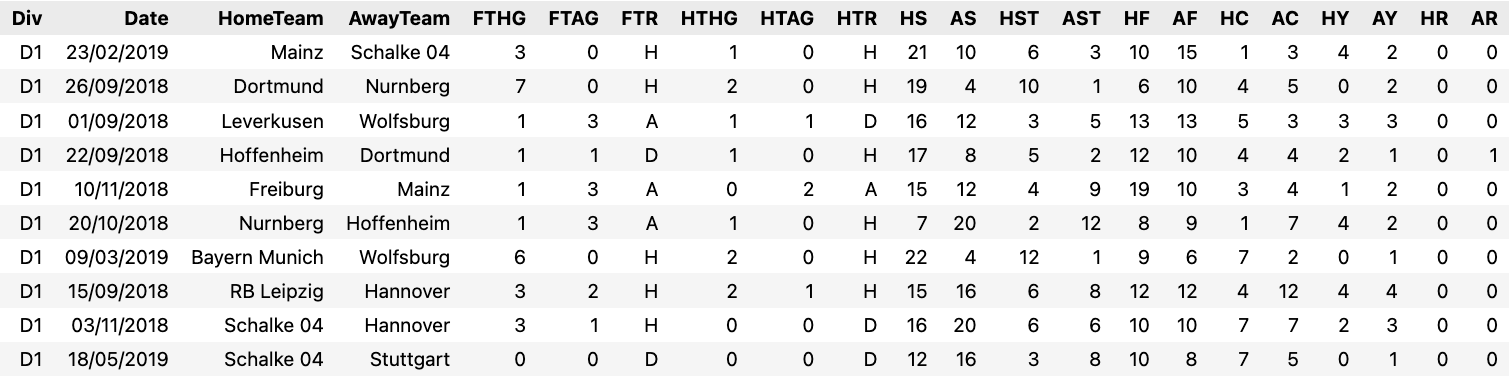 Div Date HomeTeam AwayTeam FTHG FTAG FTR HTHG HTAG HTR HS AS HST AST HF AF HC AC HY AY HR AR
D1 23/02/2019 Mainz Schalke 04 3 0 H 1 0 H 21 10 6 3 10 15 1 3 4 2 0 0
D1 26/09/2018 Dortmund Nurnberg 7 0 H 2 0 H 19 4 10 1 6 10 4 5 0 2 0 0
D1 01/09/2018 Leverkusen Wolfsburg 1 3 A 1 1 D 16 12 3 5 13 13 5 3 3 3 0 0
D1 22/09/2018 Hoffenheim Dortmund 1 1 D 1 0 H 17 8 5 2 12 10 4 4 2 1 0 1
D1 10/11/2018 Freiburg Mainz 1 3 A 0 2 A 15 12 4 9 19 10 3 4 1 2 0 0
D1 20/10/2018 Nurnberg Hoffenheim 1 3 A 1 0 H 7 20 2 12 8 9 1 7 4 2 0 0
D1 09/03/2019 Bayern Munich Wolfsburg 6 0 H 2 0 H 22 4 12 1 9 6 7 2 0 1 0 0
D1 15/09/2018 RB Leipzig Hannover 3 2 H 2 1 H 15 16 6 8 12 12 4 12 4 4 0 0
D1 03/11/2018 Schalke 04 Hannover 3 1 H 0 0 D 16 20 6 6 10 10 7 7 2 3 0 0
D1 18/05/2019 Schalke 04 Stuttgart 0 0 D 0 0 D 12 16 3 8 10 8 7 5 0 1 0 0